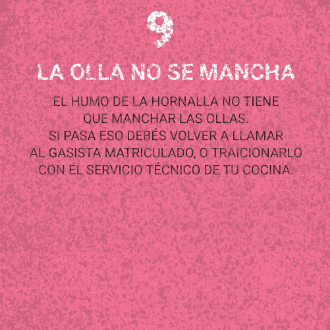 9
LA OLLA NO SE MANCHA
EL HUMO DE LA HORNALLA NO TIENE
QUE MANCHAR LAS OLLAS.
SI PASA ESO DEBÉS VOLVER A LLAMAR
AL GASISTA MATRICULADO, O TRAICIONARLO
CON EL SERVICIO TÉCNICO DE TU COCINA.